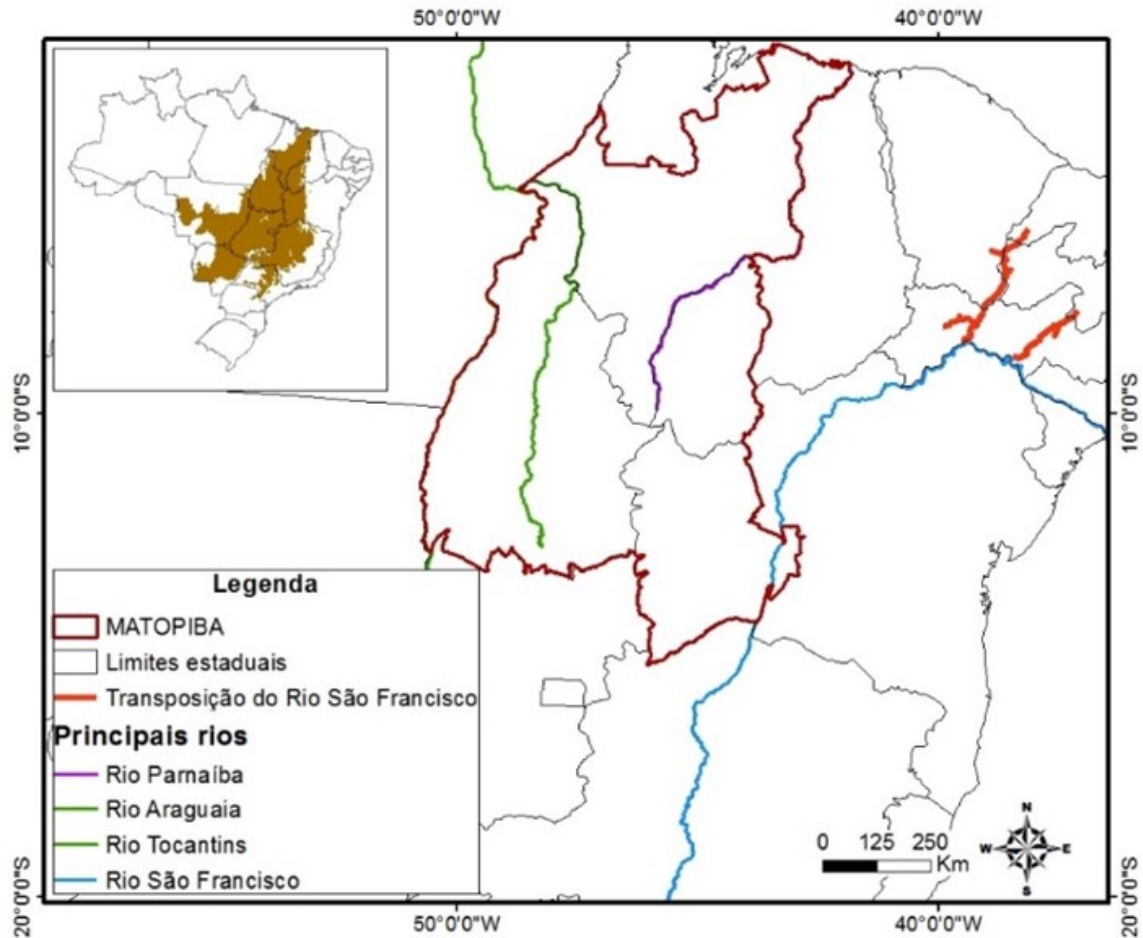 50°0'0"W 40°0'0"W
10°0'0"S 10°0'0"S
Legenda
MATOPIBA
Limites estaduais
Transposição do Rio São Francisco
Principais rios
Rio Parnaíba
Rio Araguaia
Rio Tocantins
Rio São Francisco
N
W E
S
0 125 250
Km
20°0'0"S 20°0'0"S
50°0'0"W 40°0'0"W